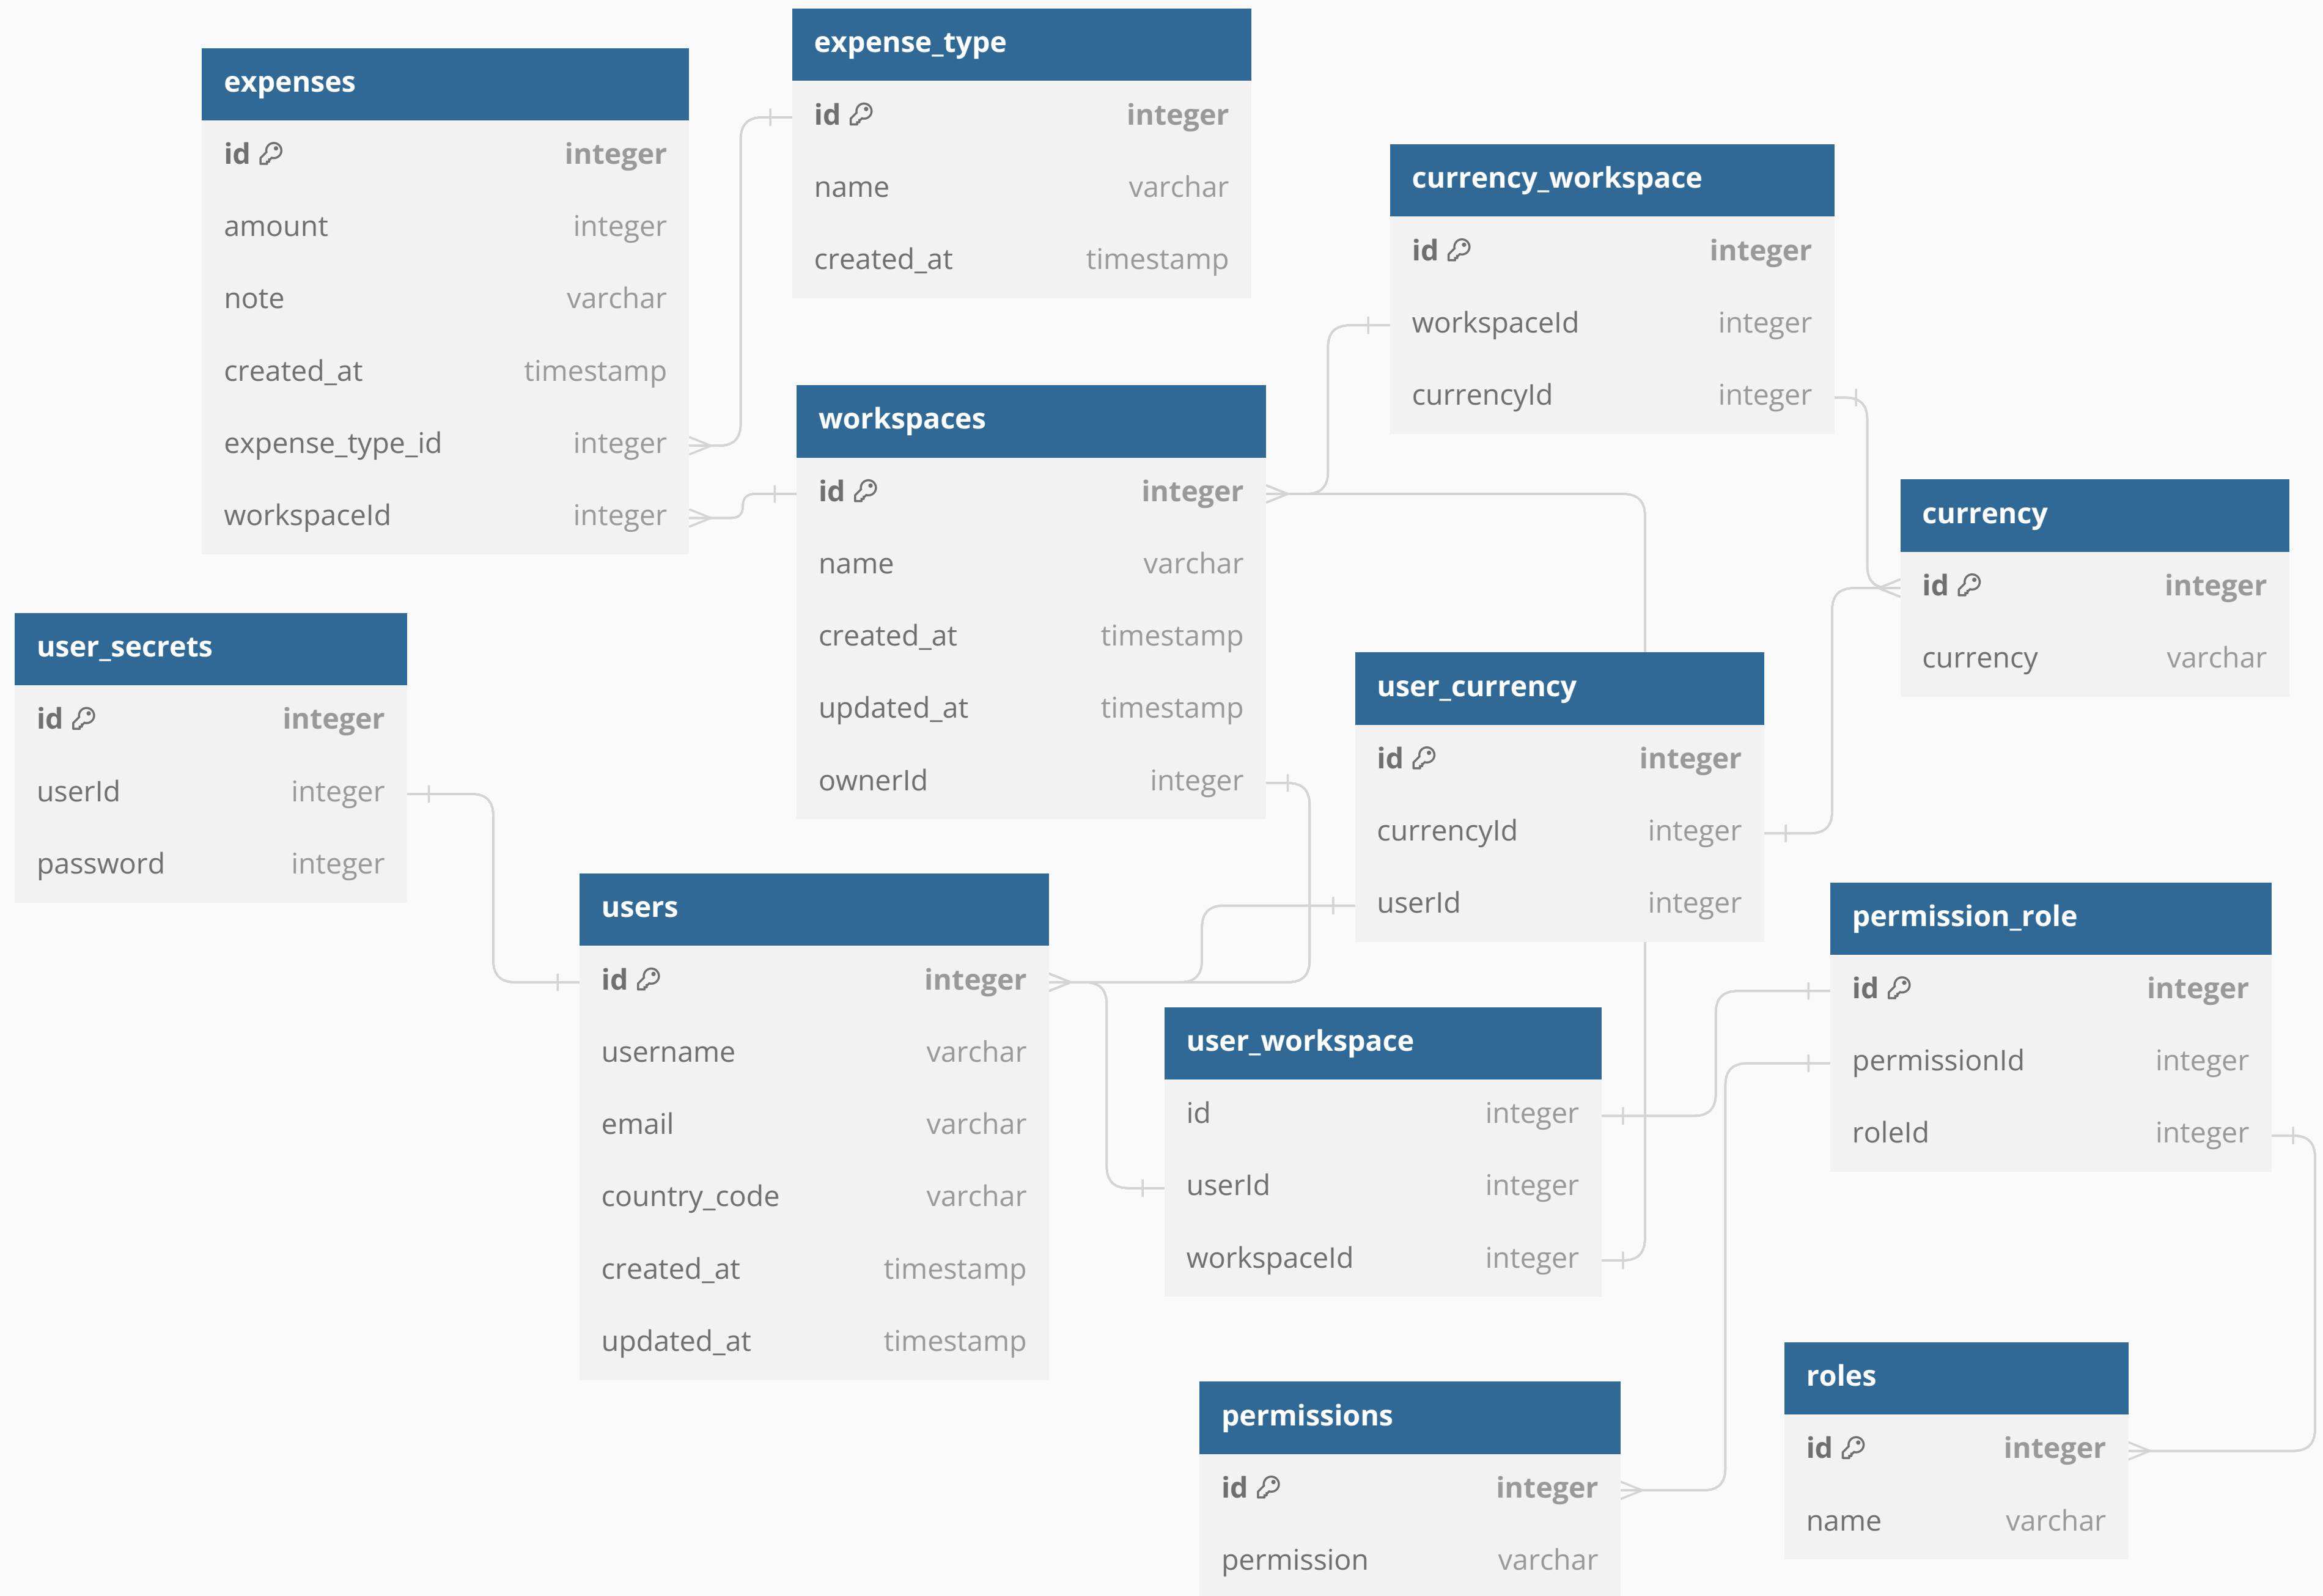 expenses
id integer
amount integer
note varchar
created_at timestamp
expense_type_id integer
workspaceId integer
expense_type
id integer
name varchar
created_at timestamp
currency_workspace
id integer
workspaceId integer
currencyId integer
workspaces
id integer
name varchar
created_at timestamp
updated_at timestamp
ownerId integer
currency
id integer
currency varchar
user_secrets
id integer
userId integer
password integer
user_currency
id integer
currencyId integer
userId integer
users
id integer
username varchar
email varchar
country_code varchar
created_at timestamp
updated_at timestamp
permission_role
id integer
permissionId integer
roleId integer
user_workspace
id integer
userId integer
workspaceId integer
roles
id integer
name varchar
permissions
id integer
permission varchar